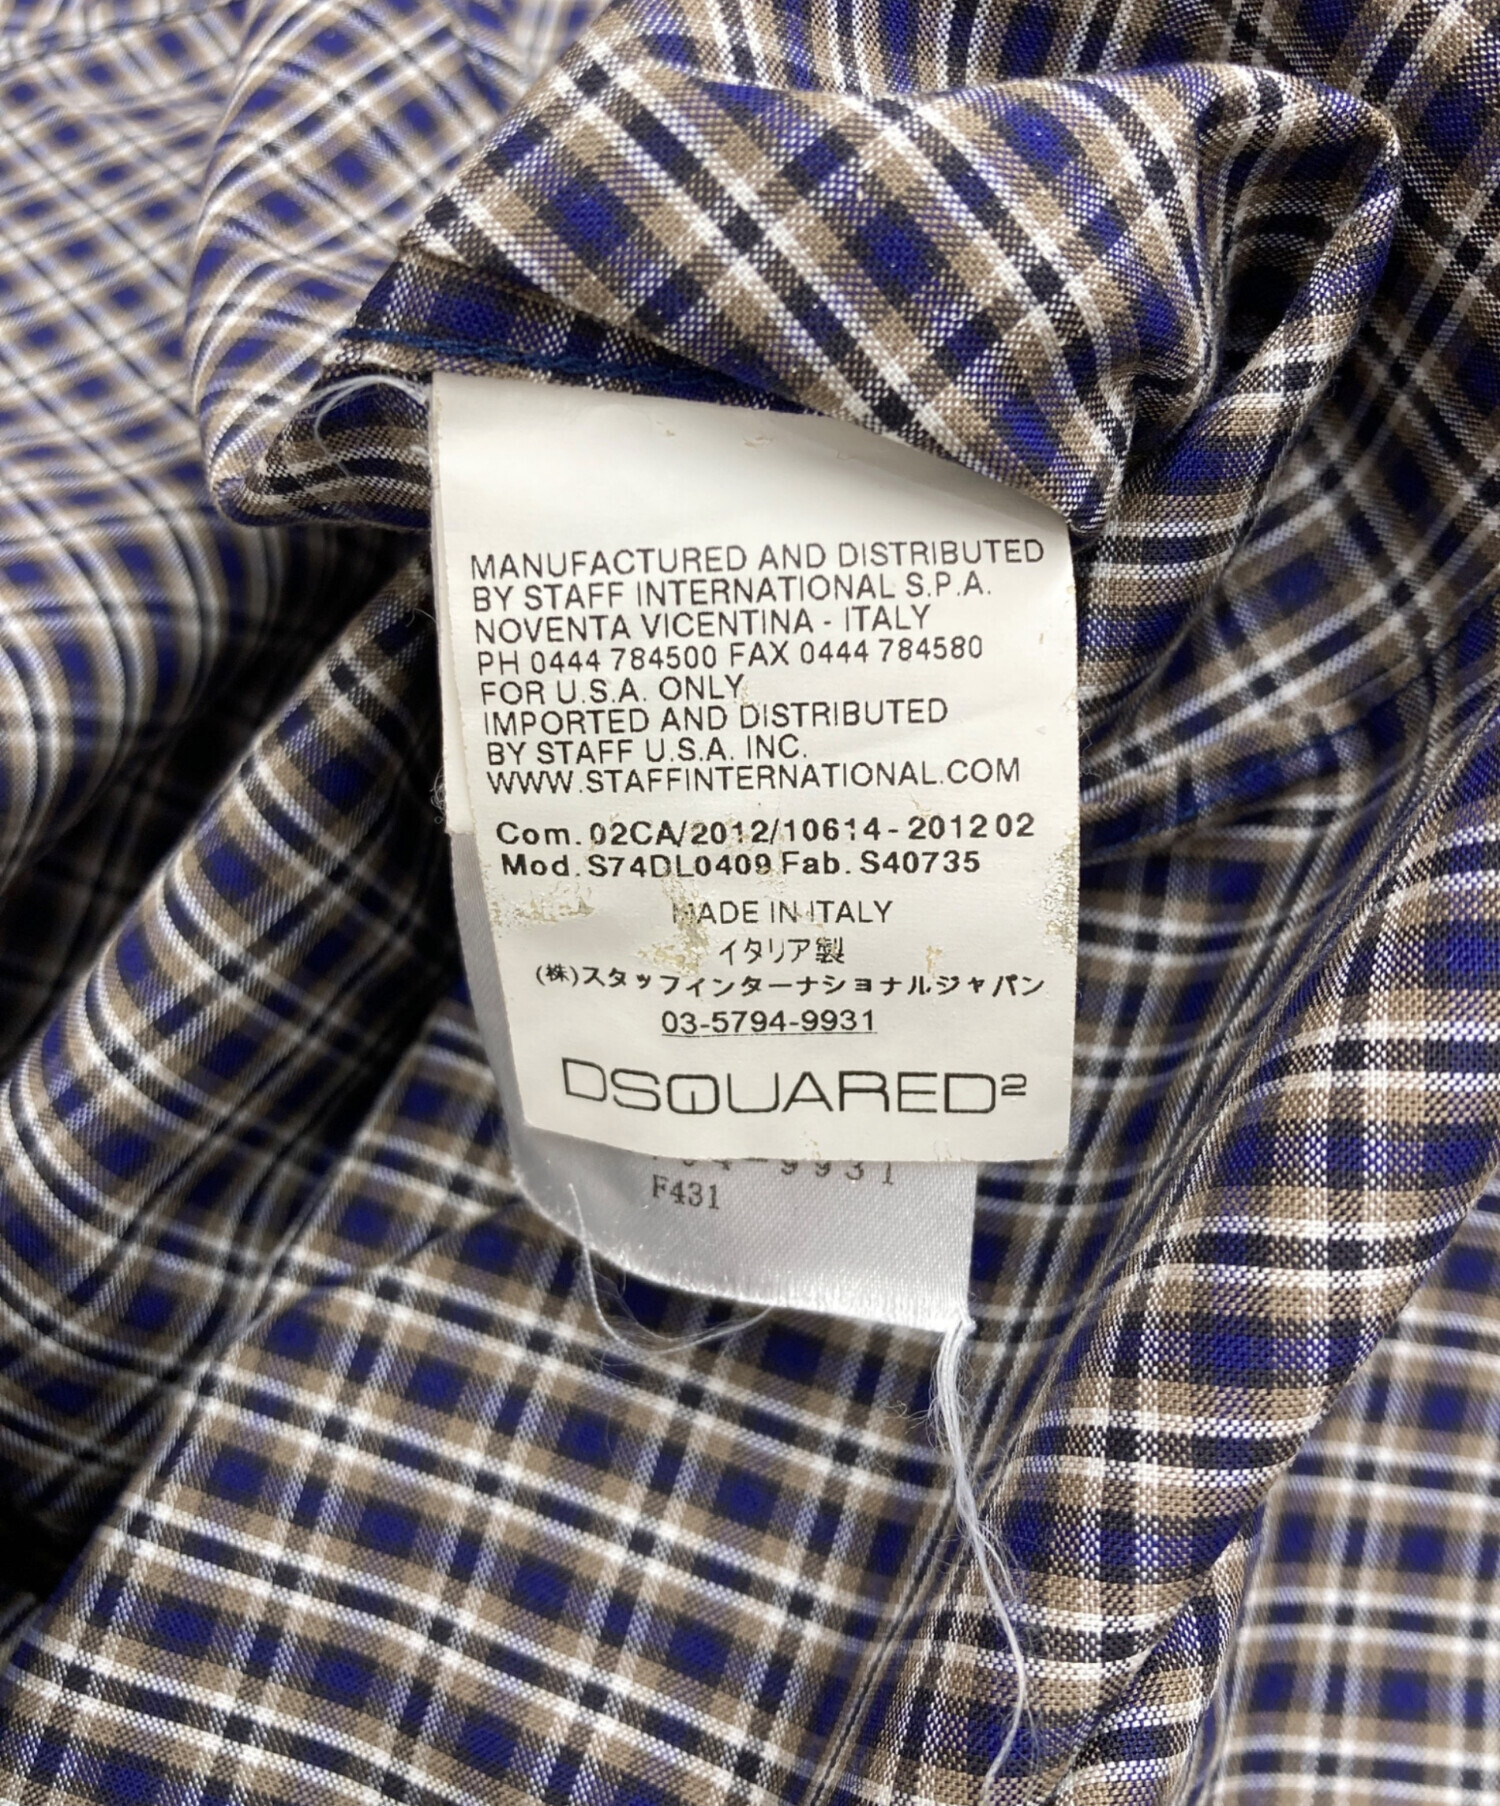 MANUFACTURED AND DISTRIBUTED
BY STAFF INTERNATIONAL S.P.A.
NOVENTA VICENTINA - ITALY
PH 0444 784500 FAX 0444 784580
FOR U.S.A. ONLY
IMPORTED AND DISTRIBUTED
BY STAFF U.S.A. INC.
WWW.STAFFINTERNATIONAL.COM
Com. 02CA/2012/10614-201202
Mod. S74DL0409 Fab. S40735
MADE IN ITALY
イタリア製
(株)スタッフインターナショナルジャパン
03-5794-9931
DSQUARED²
F431